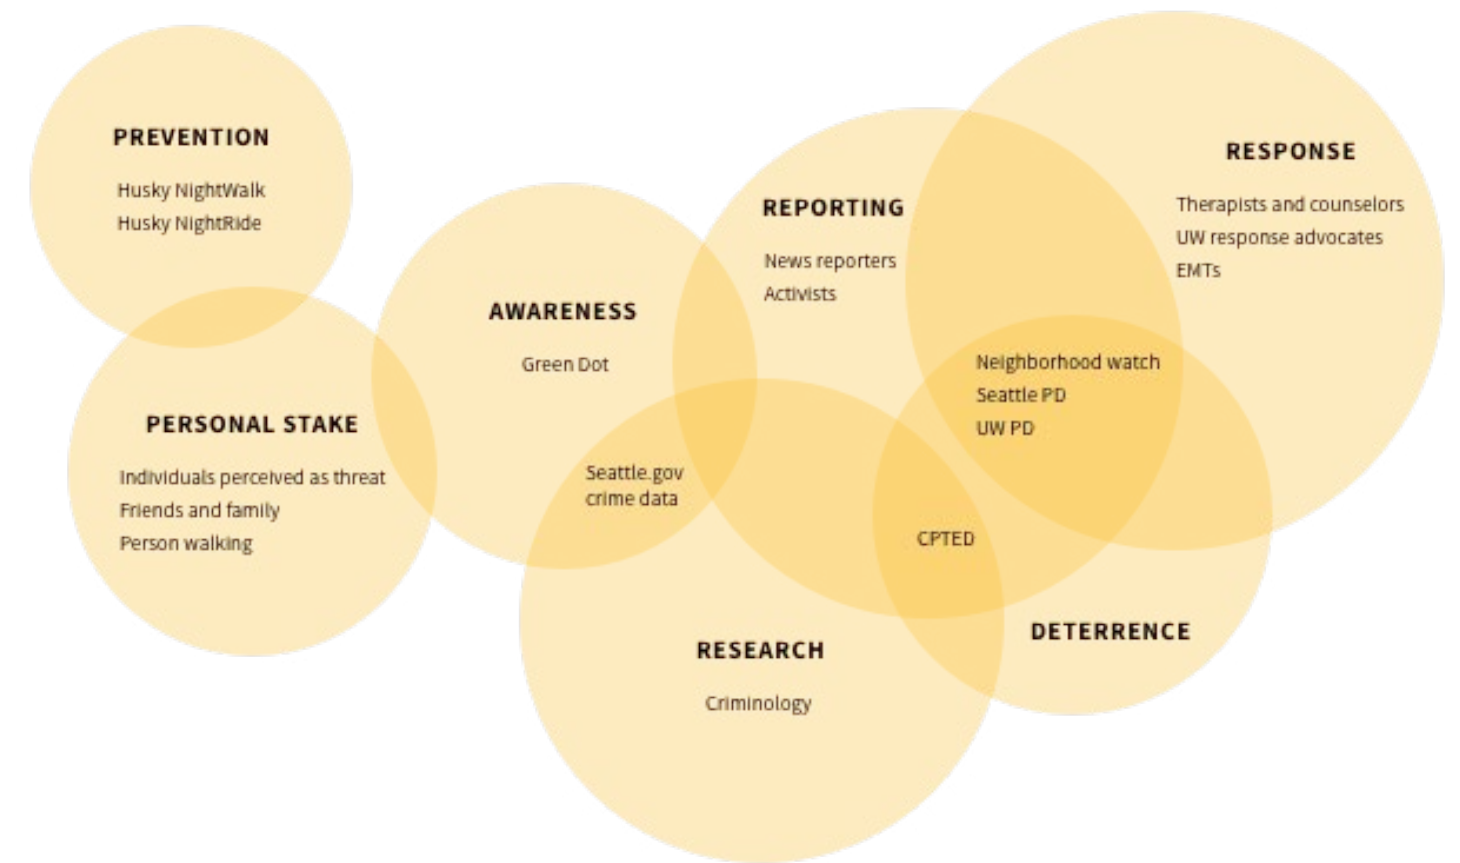 PREVENTION
Husky NightWalk
Husky NightRide
PERSONAL STAKE
Individuals perceived as threat
Friends and family
Person walking
AWARENESS
Green Dot
Seattle.gov
crime data
REPORTING
News reporters
Activists
RESPONSE
Therapists and counselors
UW response advocates
EMTs
Neighborhood watch
Seattle PD
UW PD
CPTED
DETERRENCE
RESEARCH
Criminology